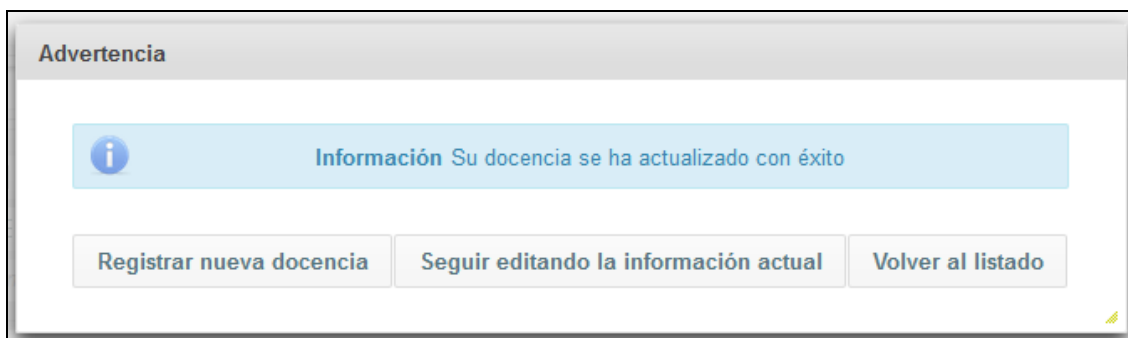 Advertencia
Información Su docencia se ha actualizado con éxito
Registrar nueva docencia Seguir editando la información actual Volver al listado